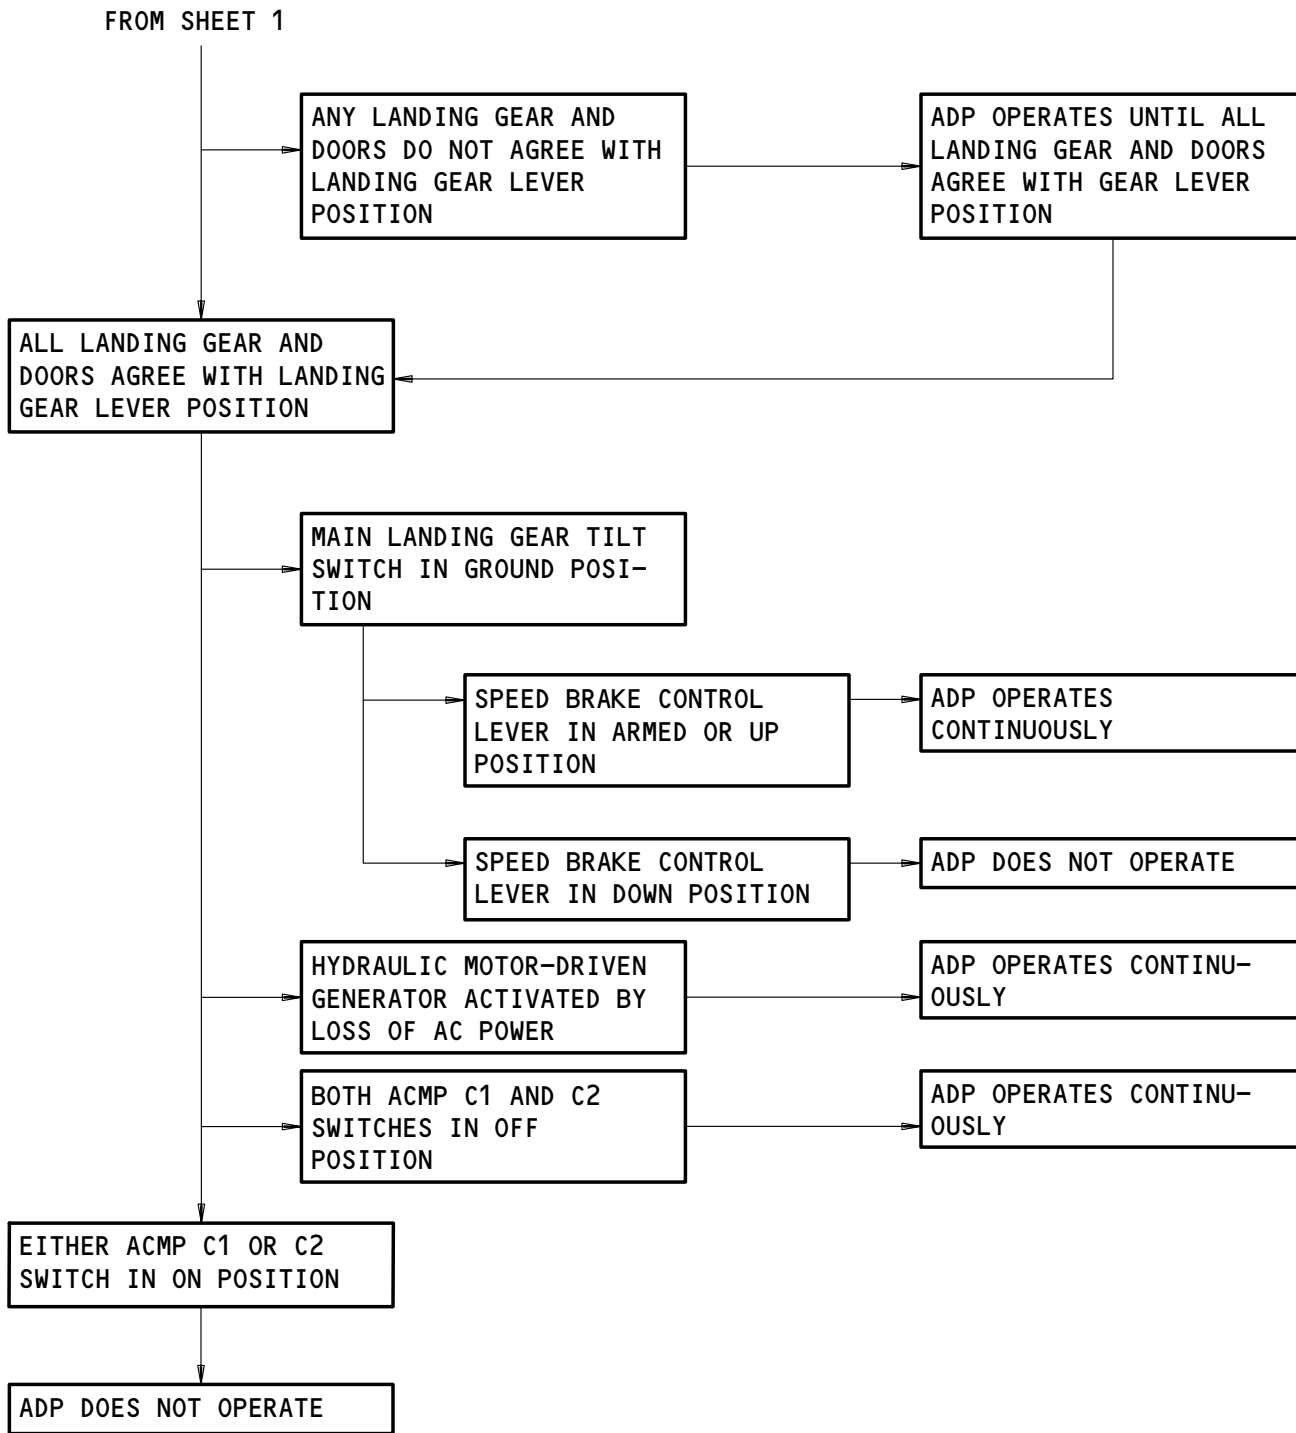 FROM SHEET 1
ANY LANDING GEAR AND
DOORS DO NOT AGREE WITH
LANDING GEAR LEVER
POSITION
ADP OPERATES UNTIL ALL
LANDING GEAR AND DOORS
AGREE WITH GEAR LEVER
POSITION
ALL LANDING GEAR AND
DOORS AGREE WITH LANDING
GEAR LEVER POSITION
MAIN LANDING GEAR TILT
SWITCH IN GROUND POSI-
TION
SPEED BRAKE CONTROL
LEVER IN ARMED OR UP
POSITION
ADP OPERATES
CONTINUOUSLY
SPEED BRAKE CONTROL
LEVER IN DOWN POSITION
ADP DOES NOT OPERATE
HYDRAULIC MOTOR-DRIVEN
GENERATOR ACTIVATED BY
LOSS OF AC POWER
ADP OPERATES CONTINU-
OUSLY
BOTH ACMP C1 AND C2
SWITCHES IN OFF
POSITION
ADP OPERATES CONTINU-
OUSLY
EITHER ACMP C1 OR C2
SWITCH IN ON POSITION
ADP DOES NOT OPERATE